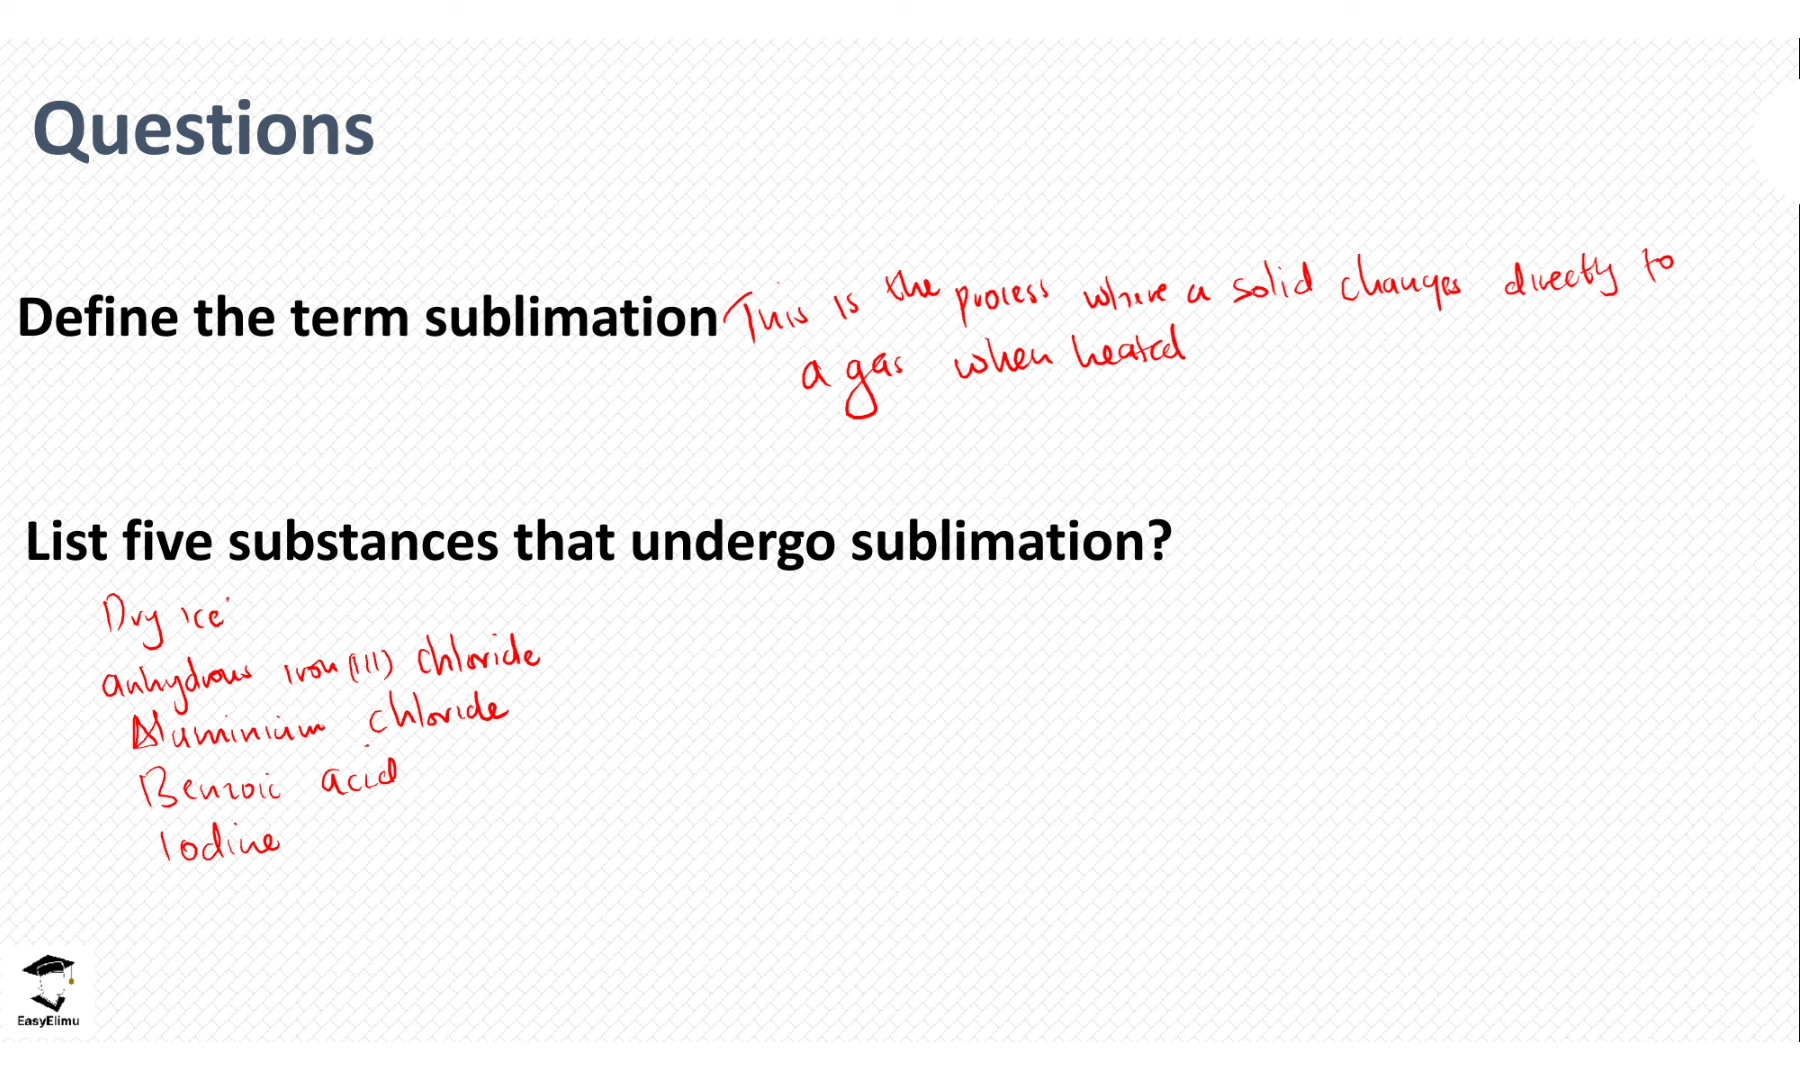 Questions
Define the term sublimation This is the process where a solid changes directly to
a gas when heated
List five substances that undergo sublimation?
Dry ice
anhydrous iron (III) chloride
Aluminium chloride
Benzoic acid
Iodine
EasyElimu